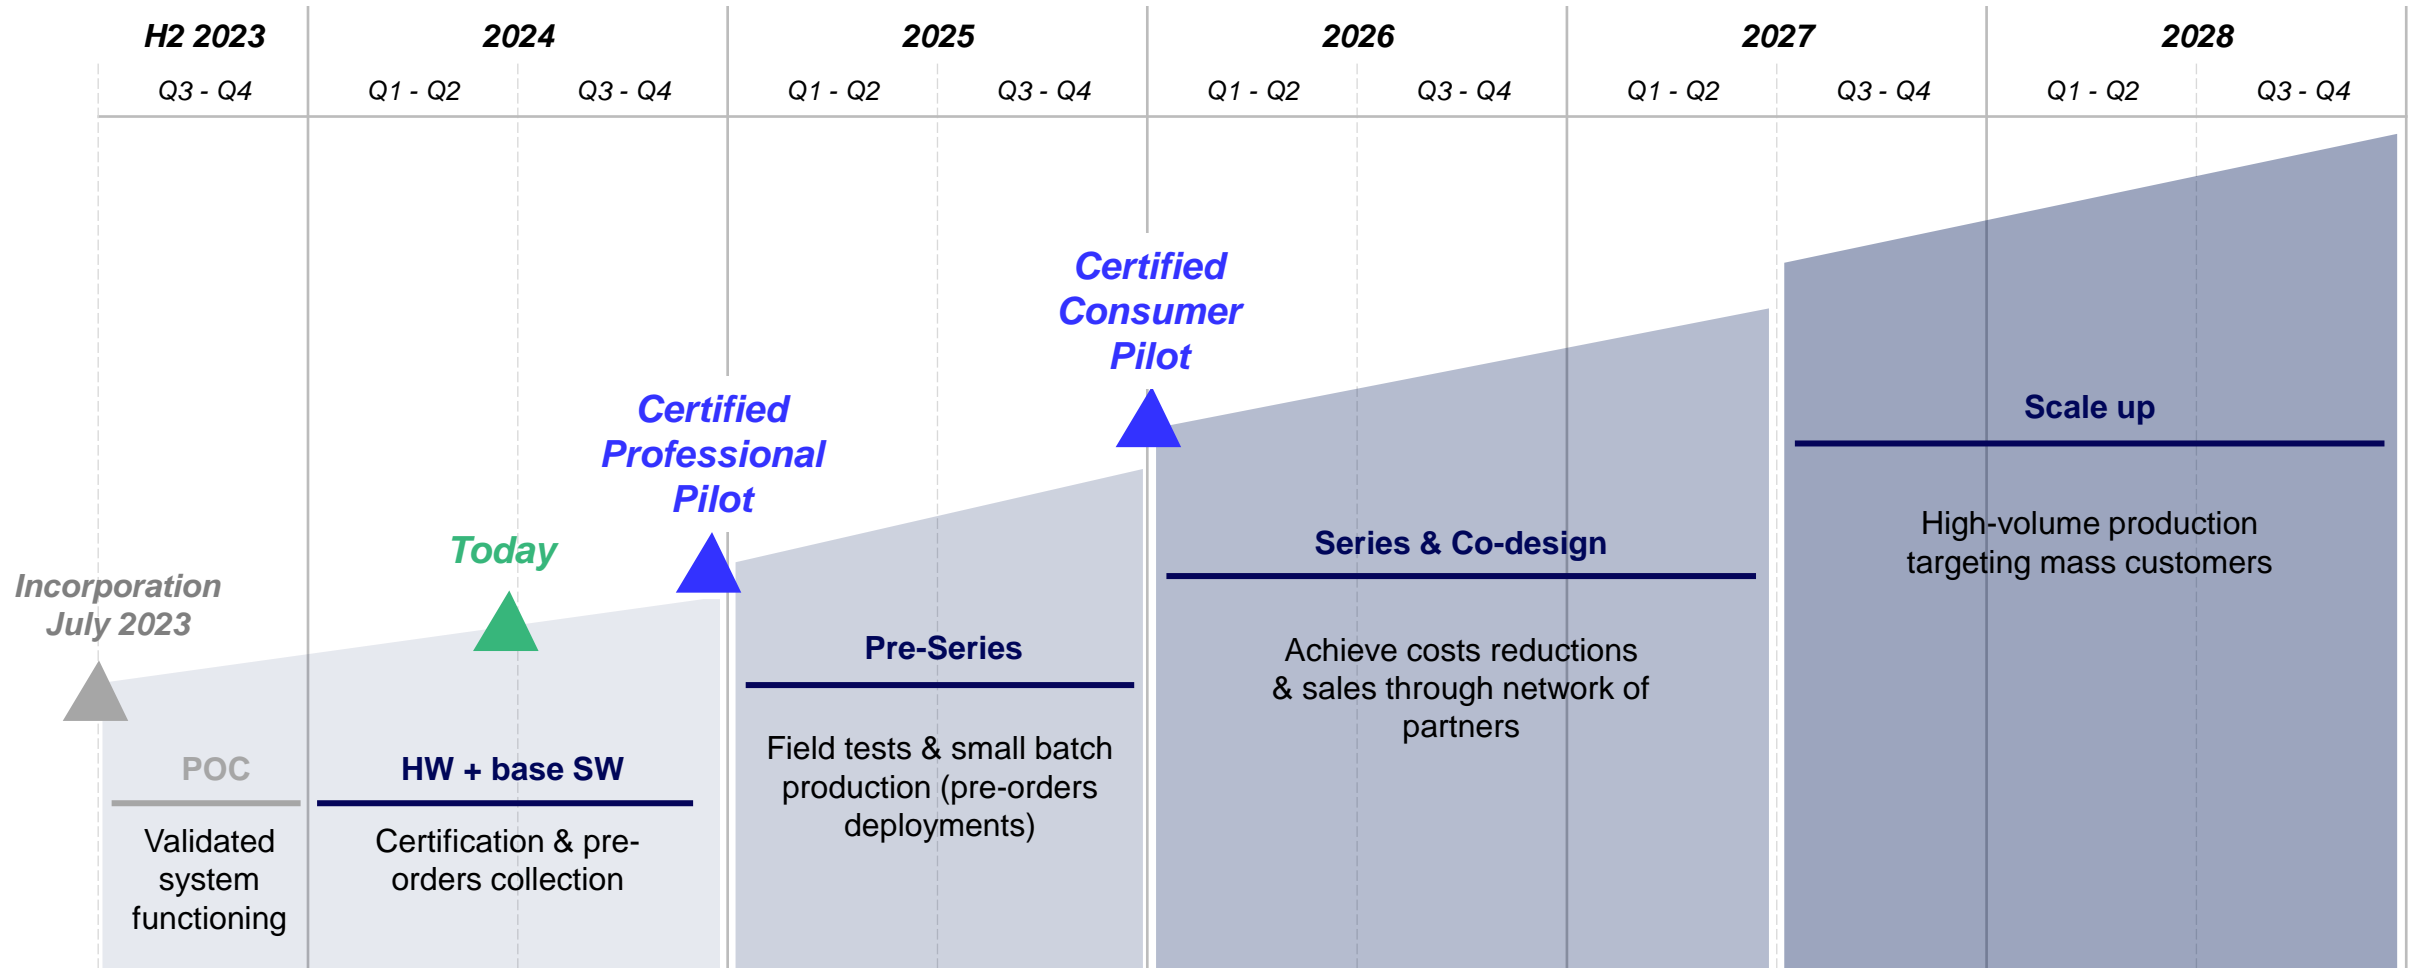 H2 2023
2024
2025
2026
2027
2028
Q3 - Q4
Q1 - Q2
Q3 - Q4
Q1 - Q2
Q3 - Q4
Q1 - Q2
Q3 - Q4
Q1 - Q2
Q3 - Q4
Q1 - Q2
Q3 - Q4
Incorporation
July 2023
Today
Certified
Professional
Pilot
Certified
Consumer
Pilot
POC
Validated
system
functioning
HW + base SW
Certification & pre-
orders collection
Pre-Series
Field tests & small batch
production (pre-orders
deployments)
Series & Co-design
Achieve costs reductions
& sales through network of
partners
Scale up
High-volume production
targeting mass customers